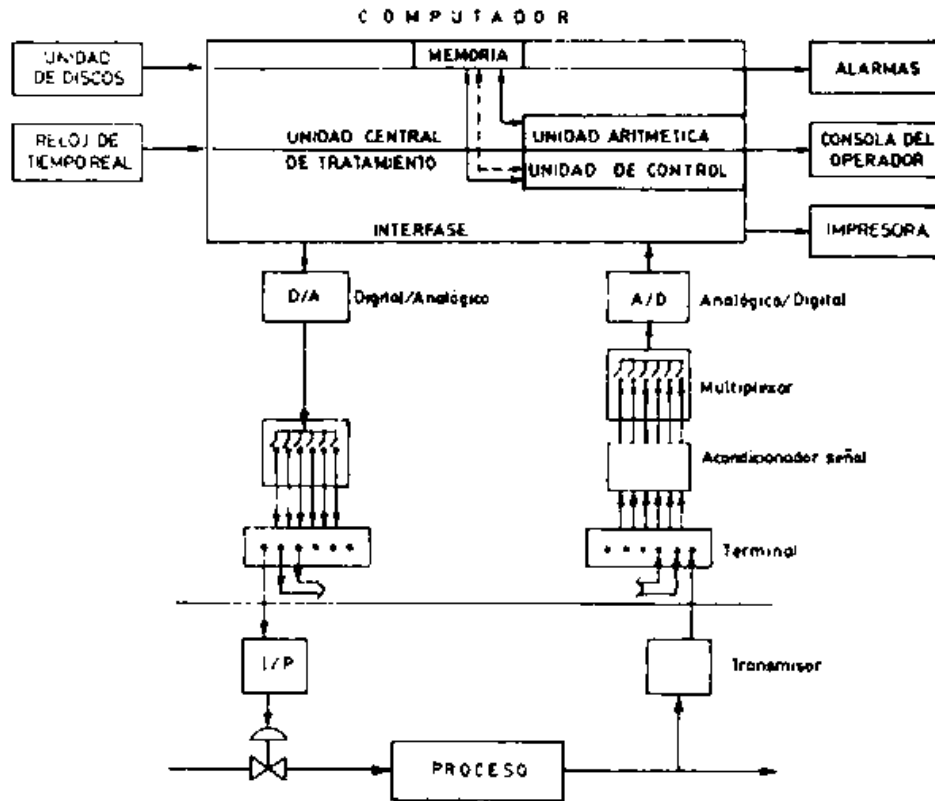 COMPUTADOR
UNIDAD
DE DISCOS
MEMORIA
ALARMAS
RELOJ DE
TIEMPO REAL
UNIDAD CENTRAL
DE TRATAMIENTO
UNIDAD ARITMETICA
UNIDAD DE CONTROL
CONSOLA DEL
OPERADOR
INTERFASE
IMPRESORA
D/A
Digital/Analógico
A/D
Analógico/Digital
Multiplexor
Acondicionador señal
Terminal
I/P
Transmisor
PROCESO